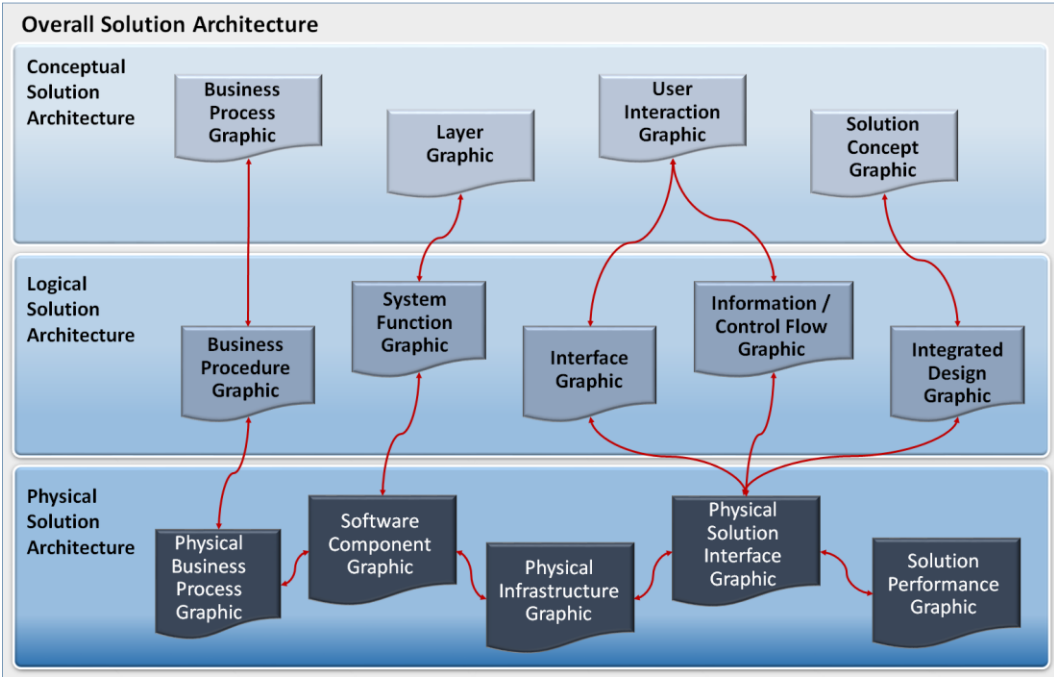 Overall Solution Architecture
Conceptual
Solution
Architecture
Business
Process
Graphic
Layer
Graphic
User
Interaction
Graphic
Solution
Concept
Graphic
Logical
Solution
Architecture
Business
Procedure
Graphic
System
Function
Graphic
Interface
Graphic
Information /
Control Flow
Graphic
Integrated
Design
Graphic
Physical
Solution
Architecture
Physical
Business
Process
Graphic
Software
Component
Graphic
Physical
Infrastructure
Graphic
Physical
Solution
Interface
Graphic
Solution
Performance
Graphic